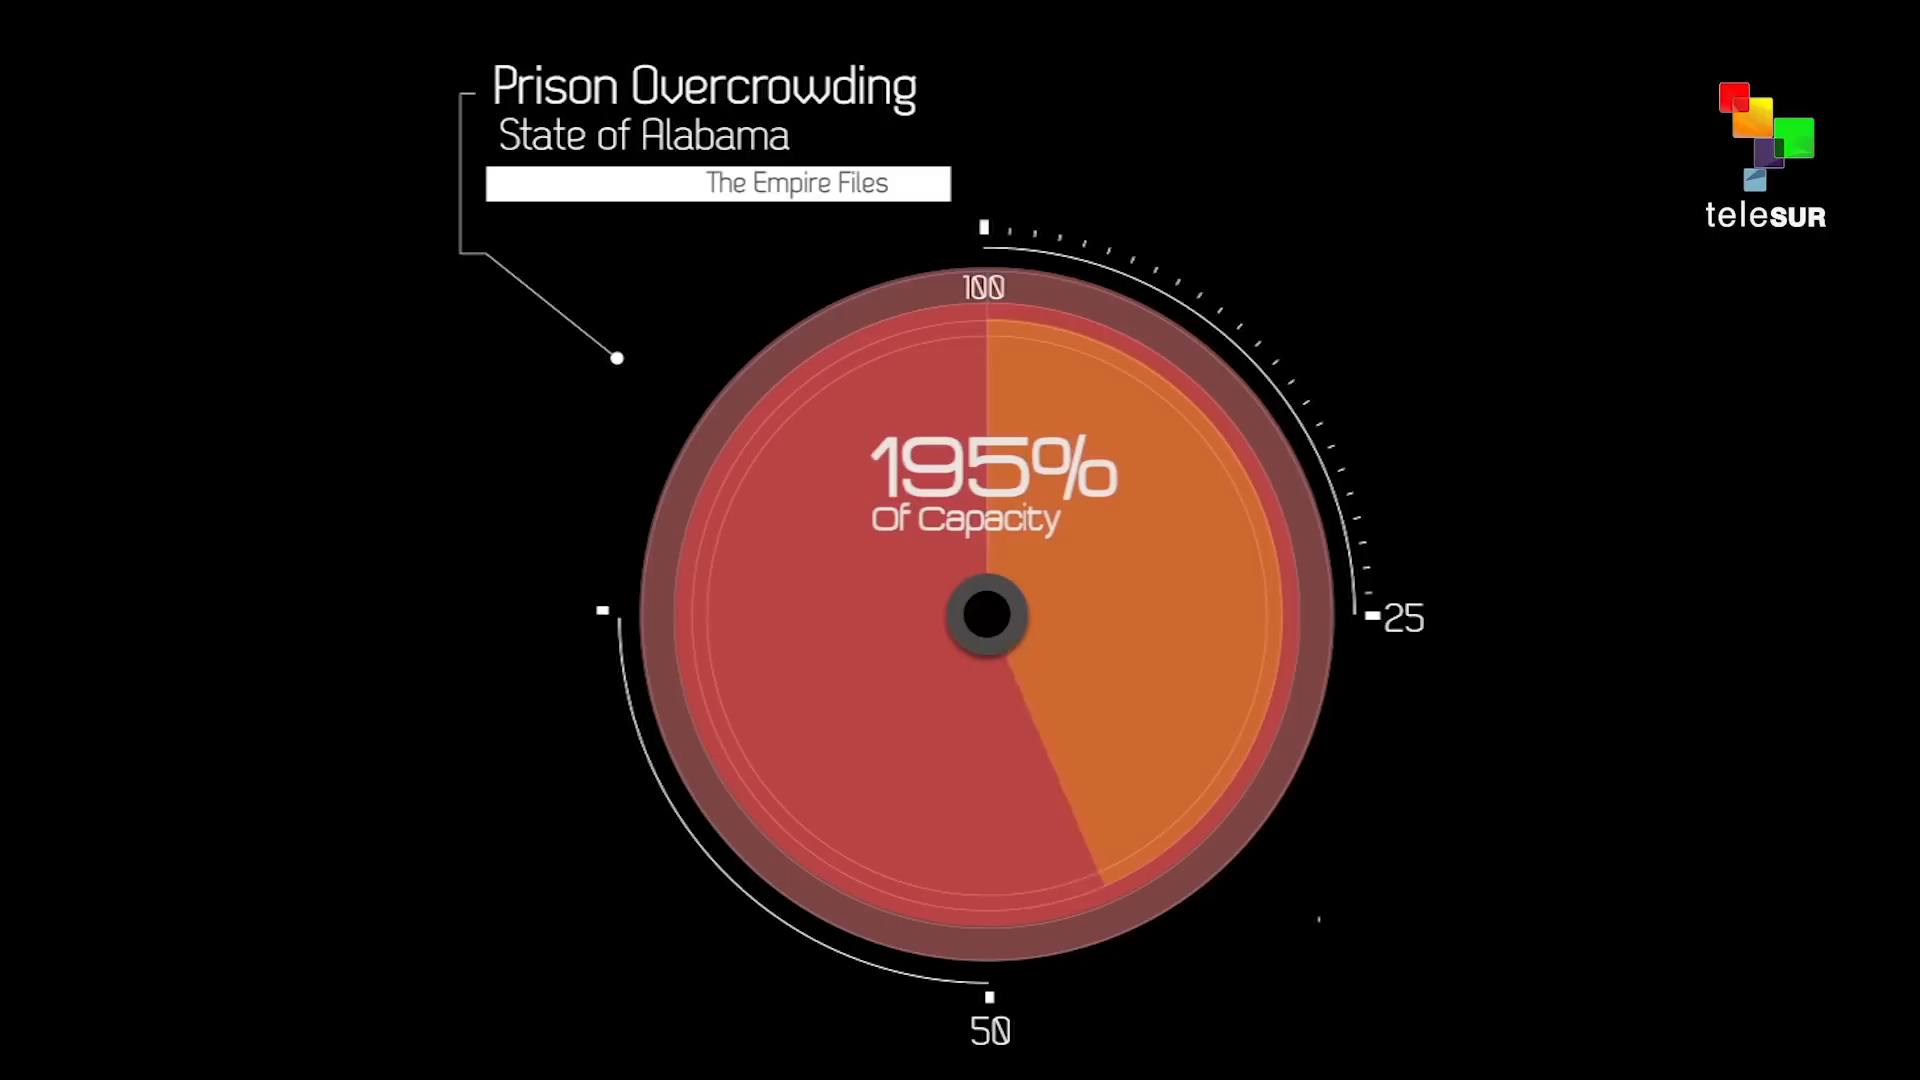 Prison Overcrowding
State of Alabama
The Empire Files
teleSUR
100
195%
Of Capacity
25
50